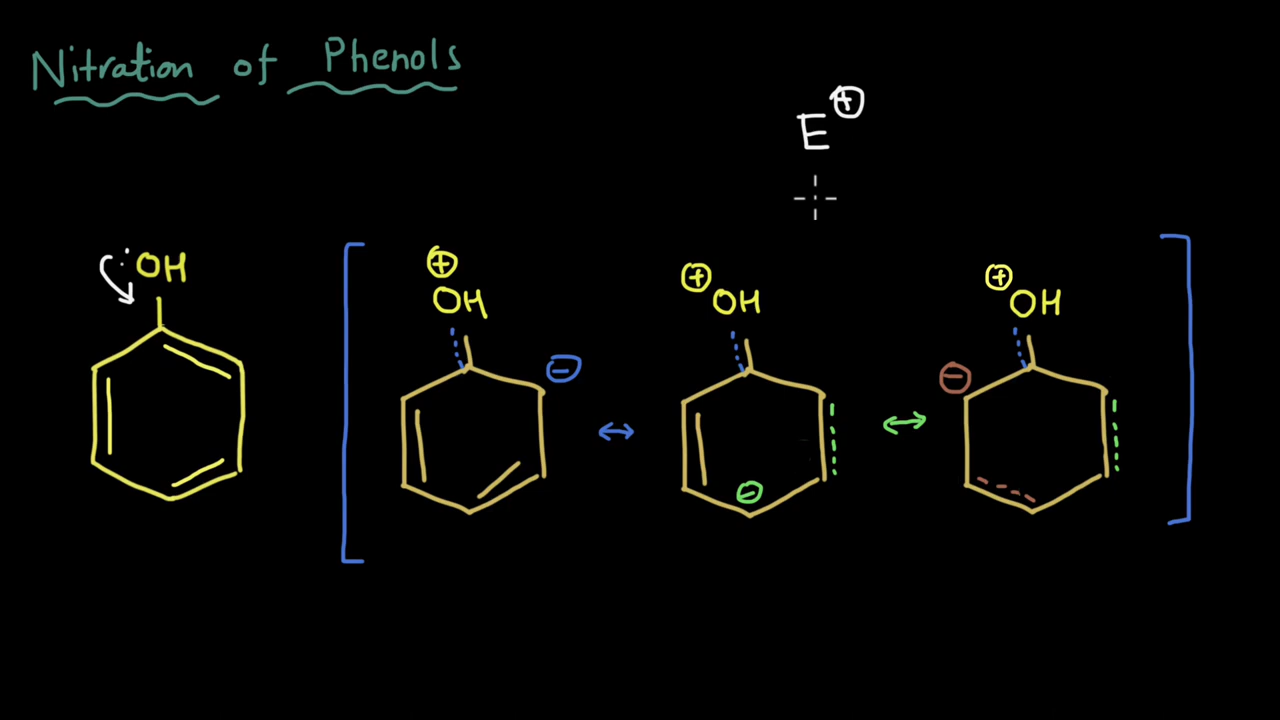 Nitration of Phenols
E⊕
:OH
⊕
OH
⊖
↔
⊕
OH
⊖
↔
⊕
OH
⊖